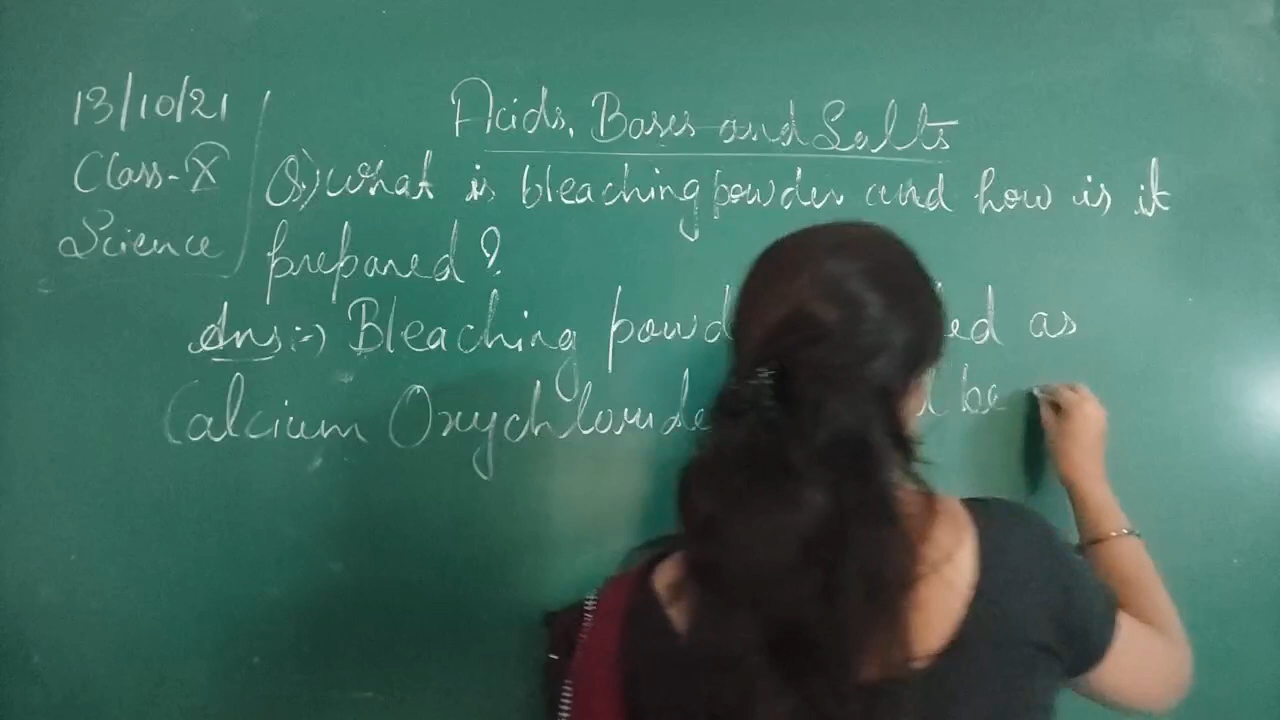 13/10/21
Class-X
Science
Acids, Bases and Salts
Q) What is bleaching powder and how is it
prepared?
Ans:-) Bleaching powd ed as
Calcium Oxychloride be